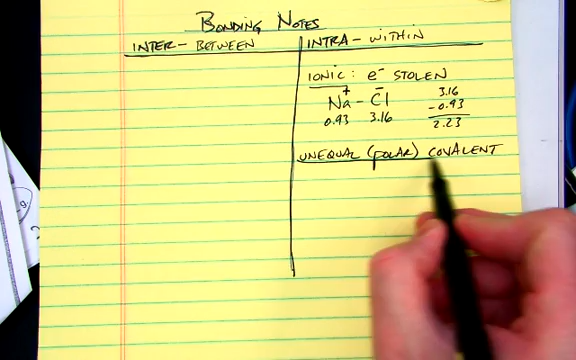 BONDING NOTES
INTER - BETWEEN
INTRA - WITHIN
IONIC: e⁻ STOLEN
Na⁺ - Cl⁻
0.93 3.16
3.16
- 0.93
2.23
UNEQUAL (POLAR) COVALENT